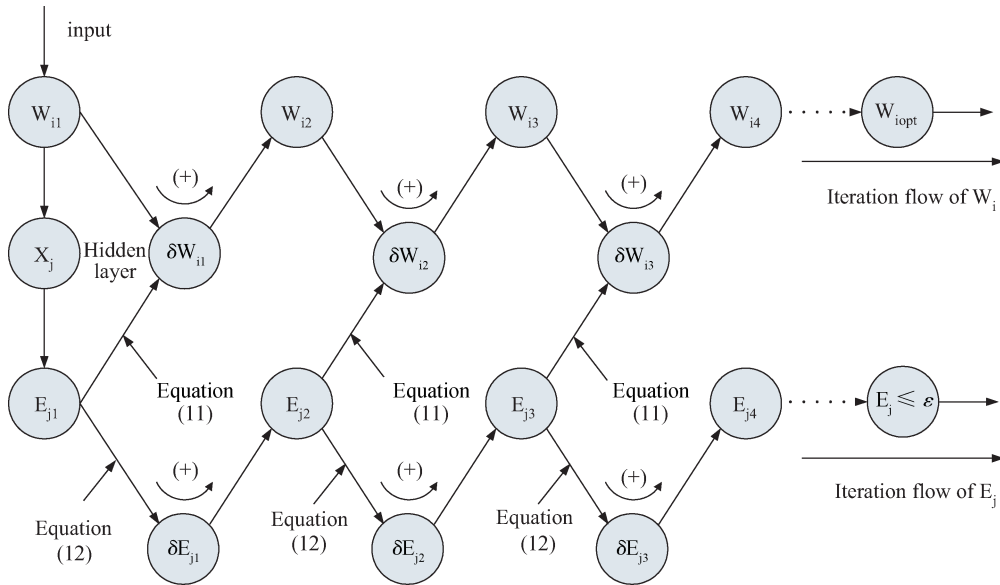 input
W_i1
W_i2
W_i3
W_i4
W_iopt
(+)
(+)
(+)
Iteration flow of W_i
X_j
Hidden
layer
δW_i1
δW_i2
δW_i3
Equation
(11)
Equation
(11)
Equation
(11)
E_j1
E_j2
E_j3
E_j4
E_j ≤ ε
(+)
(+)
(+)
Iteration flow of E_j
Equation
(12)
Equation
(12)
Equation
(12)
δE_j1
δE_j2
δE_j3